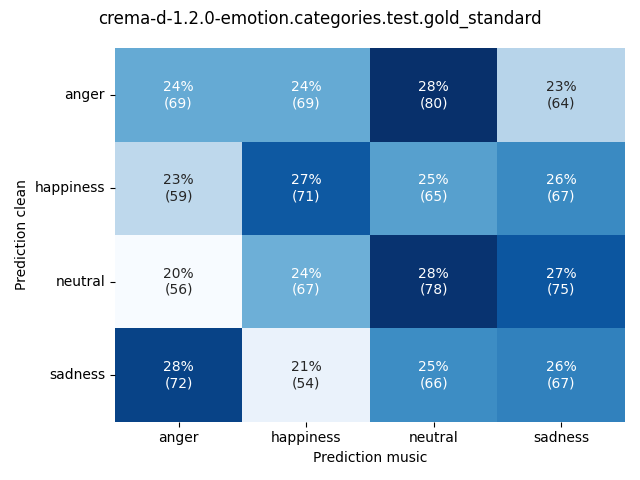 crema-d-1.2.0-emotion.categories.test.gold_standard
Prediction clean
anger
24%
(69)
24%
(69)
28%
(80)
23%
(64)
happiness
23%
(59)
27%
(71)
25%
(65)
26%
(67)
neutral
20%
(56)
24%
(67)
28%
(78)
27%
(75)
sadness
28%
(72)
21%
(54)
25%
(66)
26%
(67)
anger
happiness
neutral
sadness
Prediction music